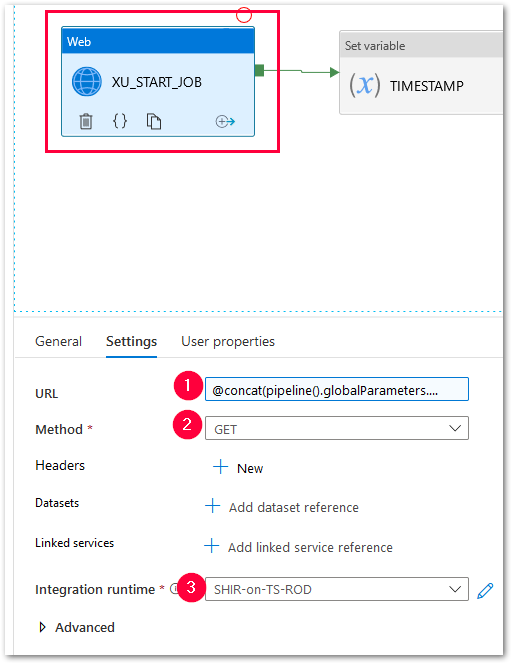 Web
Set variable
XU_START_JOB
(x) TIMESTAMP
{ }
General Settings User properties
1
URL @concat(pipeline().globalParameters....
2
Method * GET
Headers + New
Datasets + Add dataset reference
Linked services + Add linked service reference
3
Integration runtime * SHIR-on-TS-ROD
Advanced